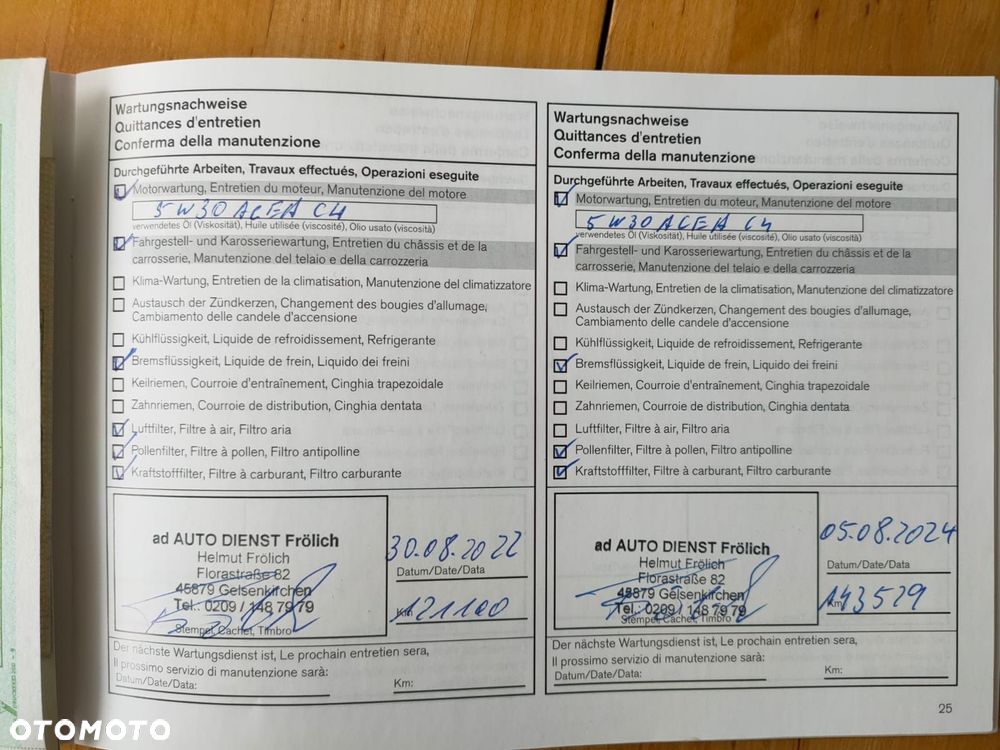 Wartungsnachweise
Quittances d'entretien
Conferma della manutenzione
Durchgeführte Arbeiten, Travaux effectués, Operazioni eseguite
Motorwartung, Entretien du moteur, Manutenzione del motore
5W30 ACEA C4
verwendetes Öl (Viskosität), Huile utilisée (viscosité), Olio usato (viscosità)
Fahrgestell- und Karosseriewartung, Entretien du châssis et de la
carrosserie, Manutenzione del telaio e della carrozzeria
Klima-Wartung, Entretien de la climatisation, Manutenzione del climatizzatore
Austausch der Zündkerzen, Changement des bougies d'allumage,
Cambiamento delle candele d'accensione
Kühlflüssigkeit, Liquide de refroidissement, Refrigerante
Bremsflüssigkeit, Liquide de frein, Liquido dei freini
Keilriemen, Courroie d'entraînement, Cinghia trapezoidale
Zahnriemen, Courroie de distribution, Cinghia dentata
Luftfilter, Filtre à air, Filtro aria
Pollenfilter, Filtre à pollen, Filtro antipolline
Kraftstofffilter, Filtre à carburant, Filtro carburante
ad AUTO DIENST Frölich
Helmut Frölich
Florastraße 82
45879 Gelsenkirchen
Tel.: 0209 / 148 79 79
Stempel, Cachet, Timbro
30.08.2022
Datum/Date/Data
Km 121100
Der nächste Wartungsdienst ist, Le prochain entretien sera,
Il prossimo servizio di manutenzione sarà:
Datum/Date/Data:
Km:
Wartungsnachweise
Quittances d'entretien
Conferma della manutenzione
Durchgeführte Arbeiten, Travaux effectués, Operazioni eseguite
Motorwartung, Entretien du moteur, Manutenzione del motore
5W30 ACEA C4
verwendetes Öl (Viskosität), Huile utilisée (viscosité), Olio usato (viscosità)
Fahrgestell- und Karosseriewartung, Entretien du châssis et de la
carrosserie, Manutenzione del telaio e della carrozzeria
Klima-Wartung, Entretien de la climatisation, Manutenzione del climatizzatore
Austausch der Zündkerzen, Changement des bougies d'allumage,
Cambiamento delle candele d'accensione
Kühlflüssigkeit, Liquide de refroidissement, Refrigerante
Bremsflüssigkeit, Liquide de frein, Liquido dei freini
Keilriemen, Courroie d'entraînement, Cinghia trapezoidale
Zahnriemen, Courroie de distribution, Cinghia dentata
Luftfilter, Filtre à air, Filtro aria
Pollenfilter, Filtre à pollen, Filtro antipolline
Kraftstofffilter, Filtre à carburant, Filtro carburante
ad AUTO DIENST Frölich
Helmut Frölich
Florastraße 82
45879 Gelsenkirchen
Tel.: 0209 / 148 79 79
Stempel, Cachet, Timbro
05.08.2024
Datum/Date/Data
Km 143529
Der nächste Wartungsdienst ist, Le prochain entretien sera,
Il prossimo servizio di manutenzione sarà:
Datum/Date/Data:
Km:
25
OTOMOTO